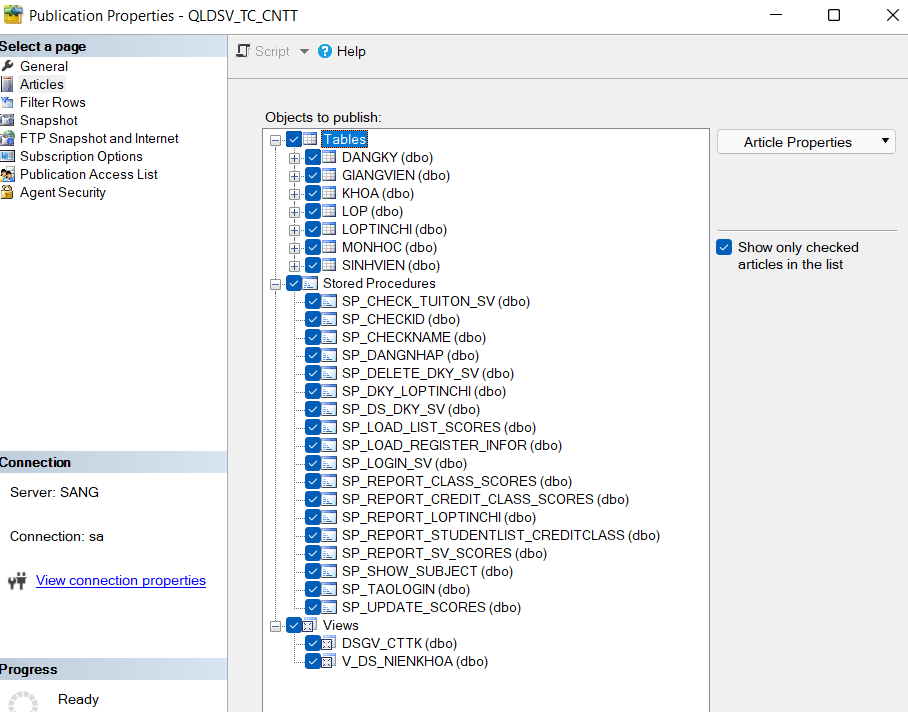 Publication Properties - QLDSV_TC_CNTT
Select a page
General
Articles
Filter Rows
Snapshot
FTP Snapshot and Internet
Subscription Options
Publication Access List
Agent Security
Connection
Server: SANG
Connection: sa
View connection properties
Progress
Ready
Script
Help
Objects to publish:
Tables
DANGKY (dbo)
GIANGVIEN (dbo)
KHOA (dbo)
LOP (dbo)
LOPTINCHI (dbo)
MONHOC (dbo)
SINHVIEN (dbo)
Stored Procedures
SP_CHECK_TUITON_SV (dbo)
SP_CHECKID (dbo)
SP_CHECKNAME (dbo)
SP_DANGNHAP (dbo)
SP_DELETE_DKY_SV (dbo)
SP_DKY_LOPTINCHI (dbo)
SP_DS_DKY_SV (dbo)
SP_LOAD_LIST_SCORES (dbo)
SP_LOAD_REGISTER_INFOR (dbo)
SP_LOGIN_SV (dbo)
SP_REPORT_CLASS_SCORES (dbo)
SP_REPORT_CREDIT_CLASS_SCORES (dbo)
SP_REPORT_LOPTINCHI (dbo)
SP_REPORT_STUDENTLIST_CREDITCLASS (dbo)
SP_REPORT_SV_SCORES (dbo)
SP_SHOW_SUBJECT (dbo)
SP_TAOLOGIN (dbo)
SP_UPDATE_SCORES (dbo)
Views
DSGV_CTTK (dbo)
V_DS_NIENKHOA (dbo)
Article Properties
Show only checked
articles in the list